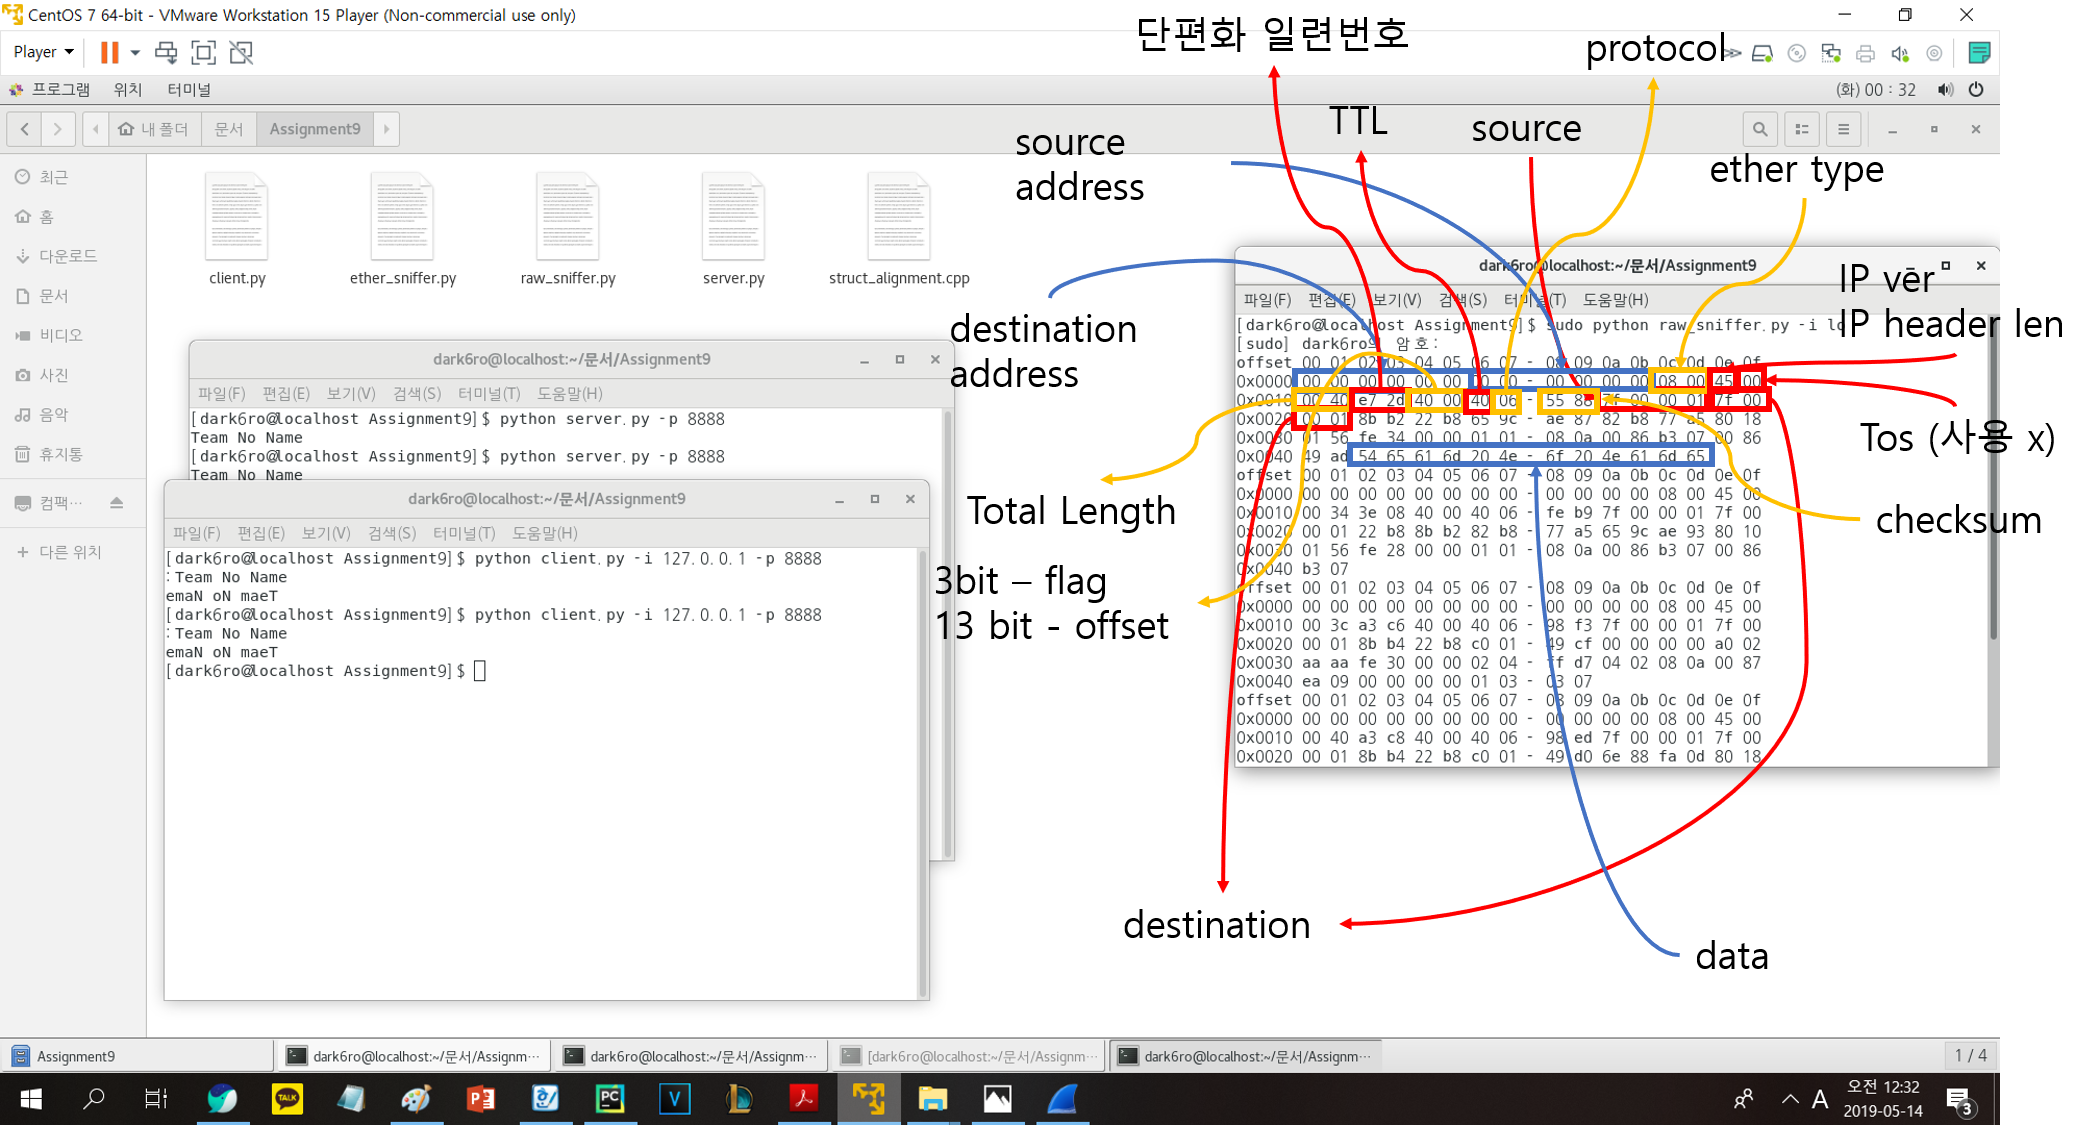 CentOS 7 64-bit - VMware Workstation 15 Player (Non-commercial use only)
Player
단편화 일련번호
protocol
프로그램 위치 터미널
(화) 00 : 32
내 폴더 문서 Assignment9
source
address
TTL
source
ether type
최근
홈
다운로드
문서
비디오
사진
음악
휴지통
컴팩…
다른 위치
client.py ether_sniffer.py raw_sniffer.py server.py struct_alignment.cpp
destination
address
IP vēr
IP header len
Tos (사용 x)
Total Length
checksum
3bit – flag
13 bit - offset
destination
data
dark6ro@localhost:~/문서/Assignment9
파일(F) 편집(E) 보기(V) 검색(S) 터미널(T) 도움말(H)
[dark6ro@localhost Assignment9]$ python server.py -p 8888
Team No Name
[dark6ro@localhost Assignment9]$ python server.py -p 8888
Team No Name
dark6ro@localhost:~/문서/Assignment9
파일(F) 편집(E) 보기(V) 검색(S) 터미널(T) 도움말(H)
[dark6ro@localhost Assignment9]$ python client.py -i 127.0.0.1 -p 8888
:Team No Name
emaN oN maeT
[dark6ro@localhost Assignment9]$ python client.py -i 127.0.0.1 -p 8888
:Team No Name
emaN oN maeT
[dark6ro@localhost Assignment9]$
dark6ro@localhost:~/문서/Assignment9
파일(F) 편집(E) 보기(V) 검색(S) 터미널(T) 도움말(H)
[dark6ro@localhost Assignment9]$ sudo python raw_sniffer.py -i lo
[sudo] dark6ro의 암호:
offset 00 01 02 03 04 05 06 07 - 08 09 0a 0b 0c 0d 0e 0f
0x0000 00 00 00 00 00 00 00 00 - 00 00 00 00 08 00 45 00
0x0010 00 40 e7 2d 40 00 40 06 - 55 88 7f 00 00 01 7f 00
0x0020 00 01 8b b2 22 b8 65 9c - ae 87 82 b8 77 a5 80 18
0x0030 01 56 fe 34 00 00 01 01 - 08 0a 00 86 b3 07 00 86
0x0040 49 ad 54 65 61 6d 20 4e - 6f 20 4e 61 6d 65
offset 00 01 02 03 04 05 06 07 - 08 09 0a 0b 0c 0d 0e 0f
0x0000 00 00 00 00 00 00 00 00 - 00 00 00 00 08 00 45 00
0x0010 00 34 3e 08 40 00 40 06 - fe b9 7f 00 00 01 7f 00
0x0020 00 01 22 b8 8b b2 82 b8 - 77 a5 65 9c ae 93 80 10
0x0030 01 56 fe 28 00 00 01 01 - 08 0a 00 86 b3 07 00 86
0x0040 b3 07
offset 00 01 02 03 04 05 06 07 - 08 09 0a 0b 0c 0d 0e 0f
0x0000 00 00 00 00 00 00 00 00 - 00 00 00 00 08 00 45 00
0x0010 00 3c a3 c6 40 00 40 06 - 98 f3 7f 00 00 01 7f 00
0x0020 00 01 8b b4 22 b8 c0 01 - 49 cf 00 00 00 00 a0 02
0x0030 aa aa fe 30 00 00 02 04 - ff d7 04 02 08 0a 00 87
0x0040 ea 09 00 00 00 00 01 03 - 03 07
offset 00 01 02 03 04 05 06 07 - 08 09 0a 0b 0c 0d 0e 0f
0x0000 00 00 00 00 00 00 00 00 - 00 00 00 00 08 00 45 00
0x0010 00 40 a3 c8 40 00 40 06 - 98 ed 7f 00 00 01 7f 00
0x0020 00 01 8b b4 22 b8 c0 01 - 49 d0 6e 88 fa 0d 80 18
Assignment9
dark6ro@localhost:~/문서/Assignm…
dark6ro@localhost:~/문서/Assignm…
[dark6ro@localhost:~/문서/Assignm…
dark6ro@localhost:~/문서/Assignm…
1 / 4
TALK
PC
V
A
오전 12:32
2019-05-14
3